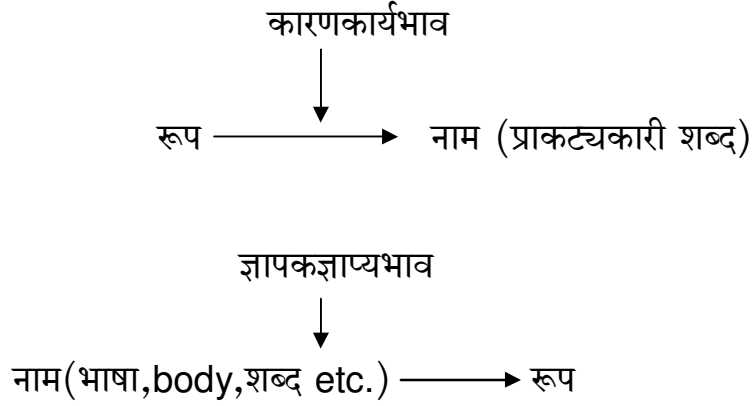 कारणकार्यभाव
रूप नाम (प्राकट्यकारी शब्द)
ज्ञापकज्ञाप्यभाव
नाम(भाषा,body,शब्द etc.) रूप